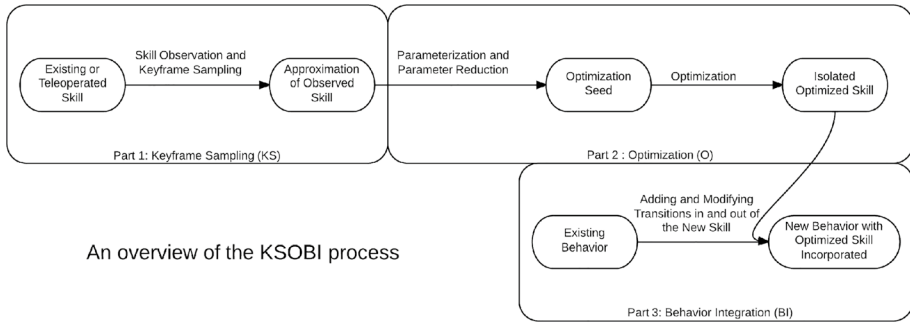 Existing or
Teleoperated
Skill
Skill Observation and
Keyframe Sampling
Approximation
of Observed
Skill
Part 1: Keyframe Sampling (KS)
Parameterization and
Parameter Reduction
Optimization
Seed
Optimization
Isolated
Optimized Skill
Part 2 : Optimization (O)
Existing
Behavior
Adding and Modifying
Transitions in and out of
the New Skill
New Behavior with
Optimized Skill
Incorporated
Part 3: Behavior Integration (BI)
An overview of the KSOBI process